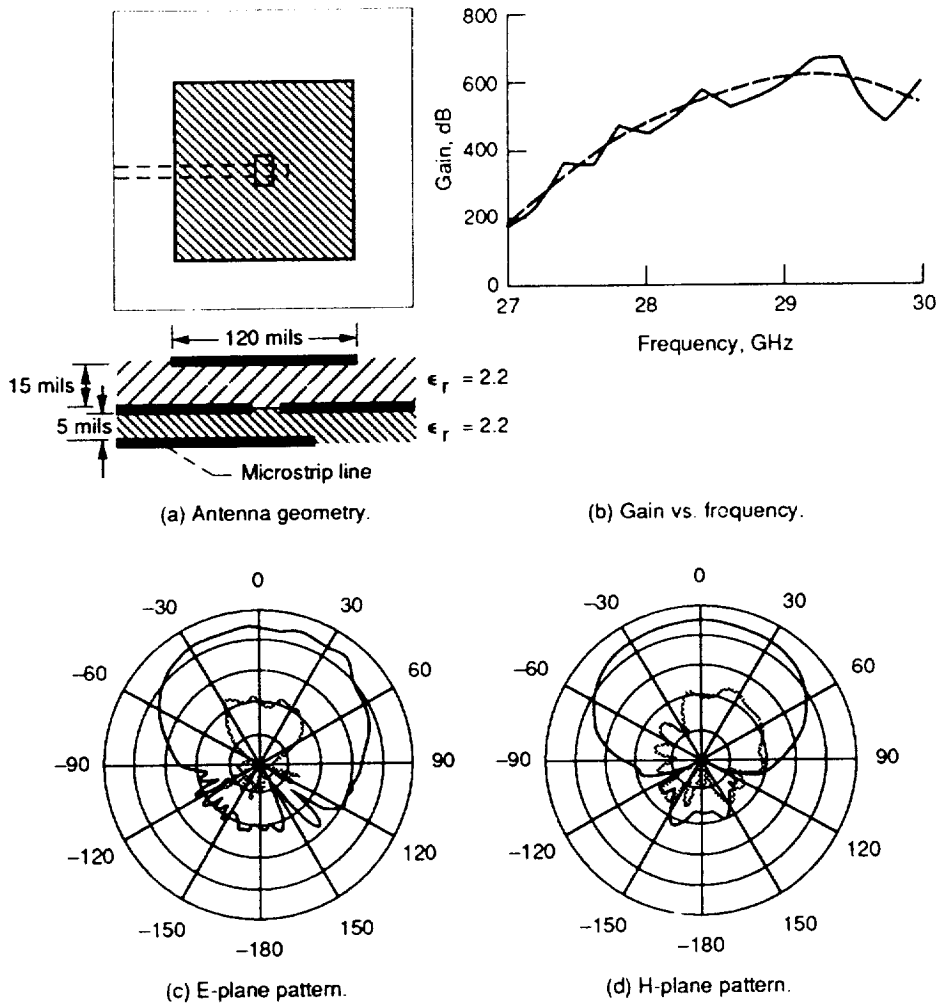 120 mils
15 mils
5 mils
ϵ r = 2.2
ϵ r = 2.2
Microstrip line
(a) Antenna geometry.
800
600
400
200
0
Gain, dB
27
28
29
30
Frequency, GHz
(b) Gain vs. frequency.
0
30
60
90
120
150
−180
−150
−120
−90
−60
−30
(c) E-plane pattern.
0
30
60
90
120
150
−180
−150
−120
−90
−60
−30
(d) H-plane pattern.